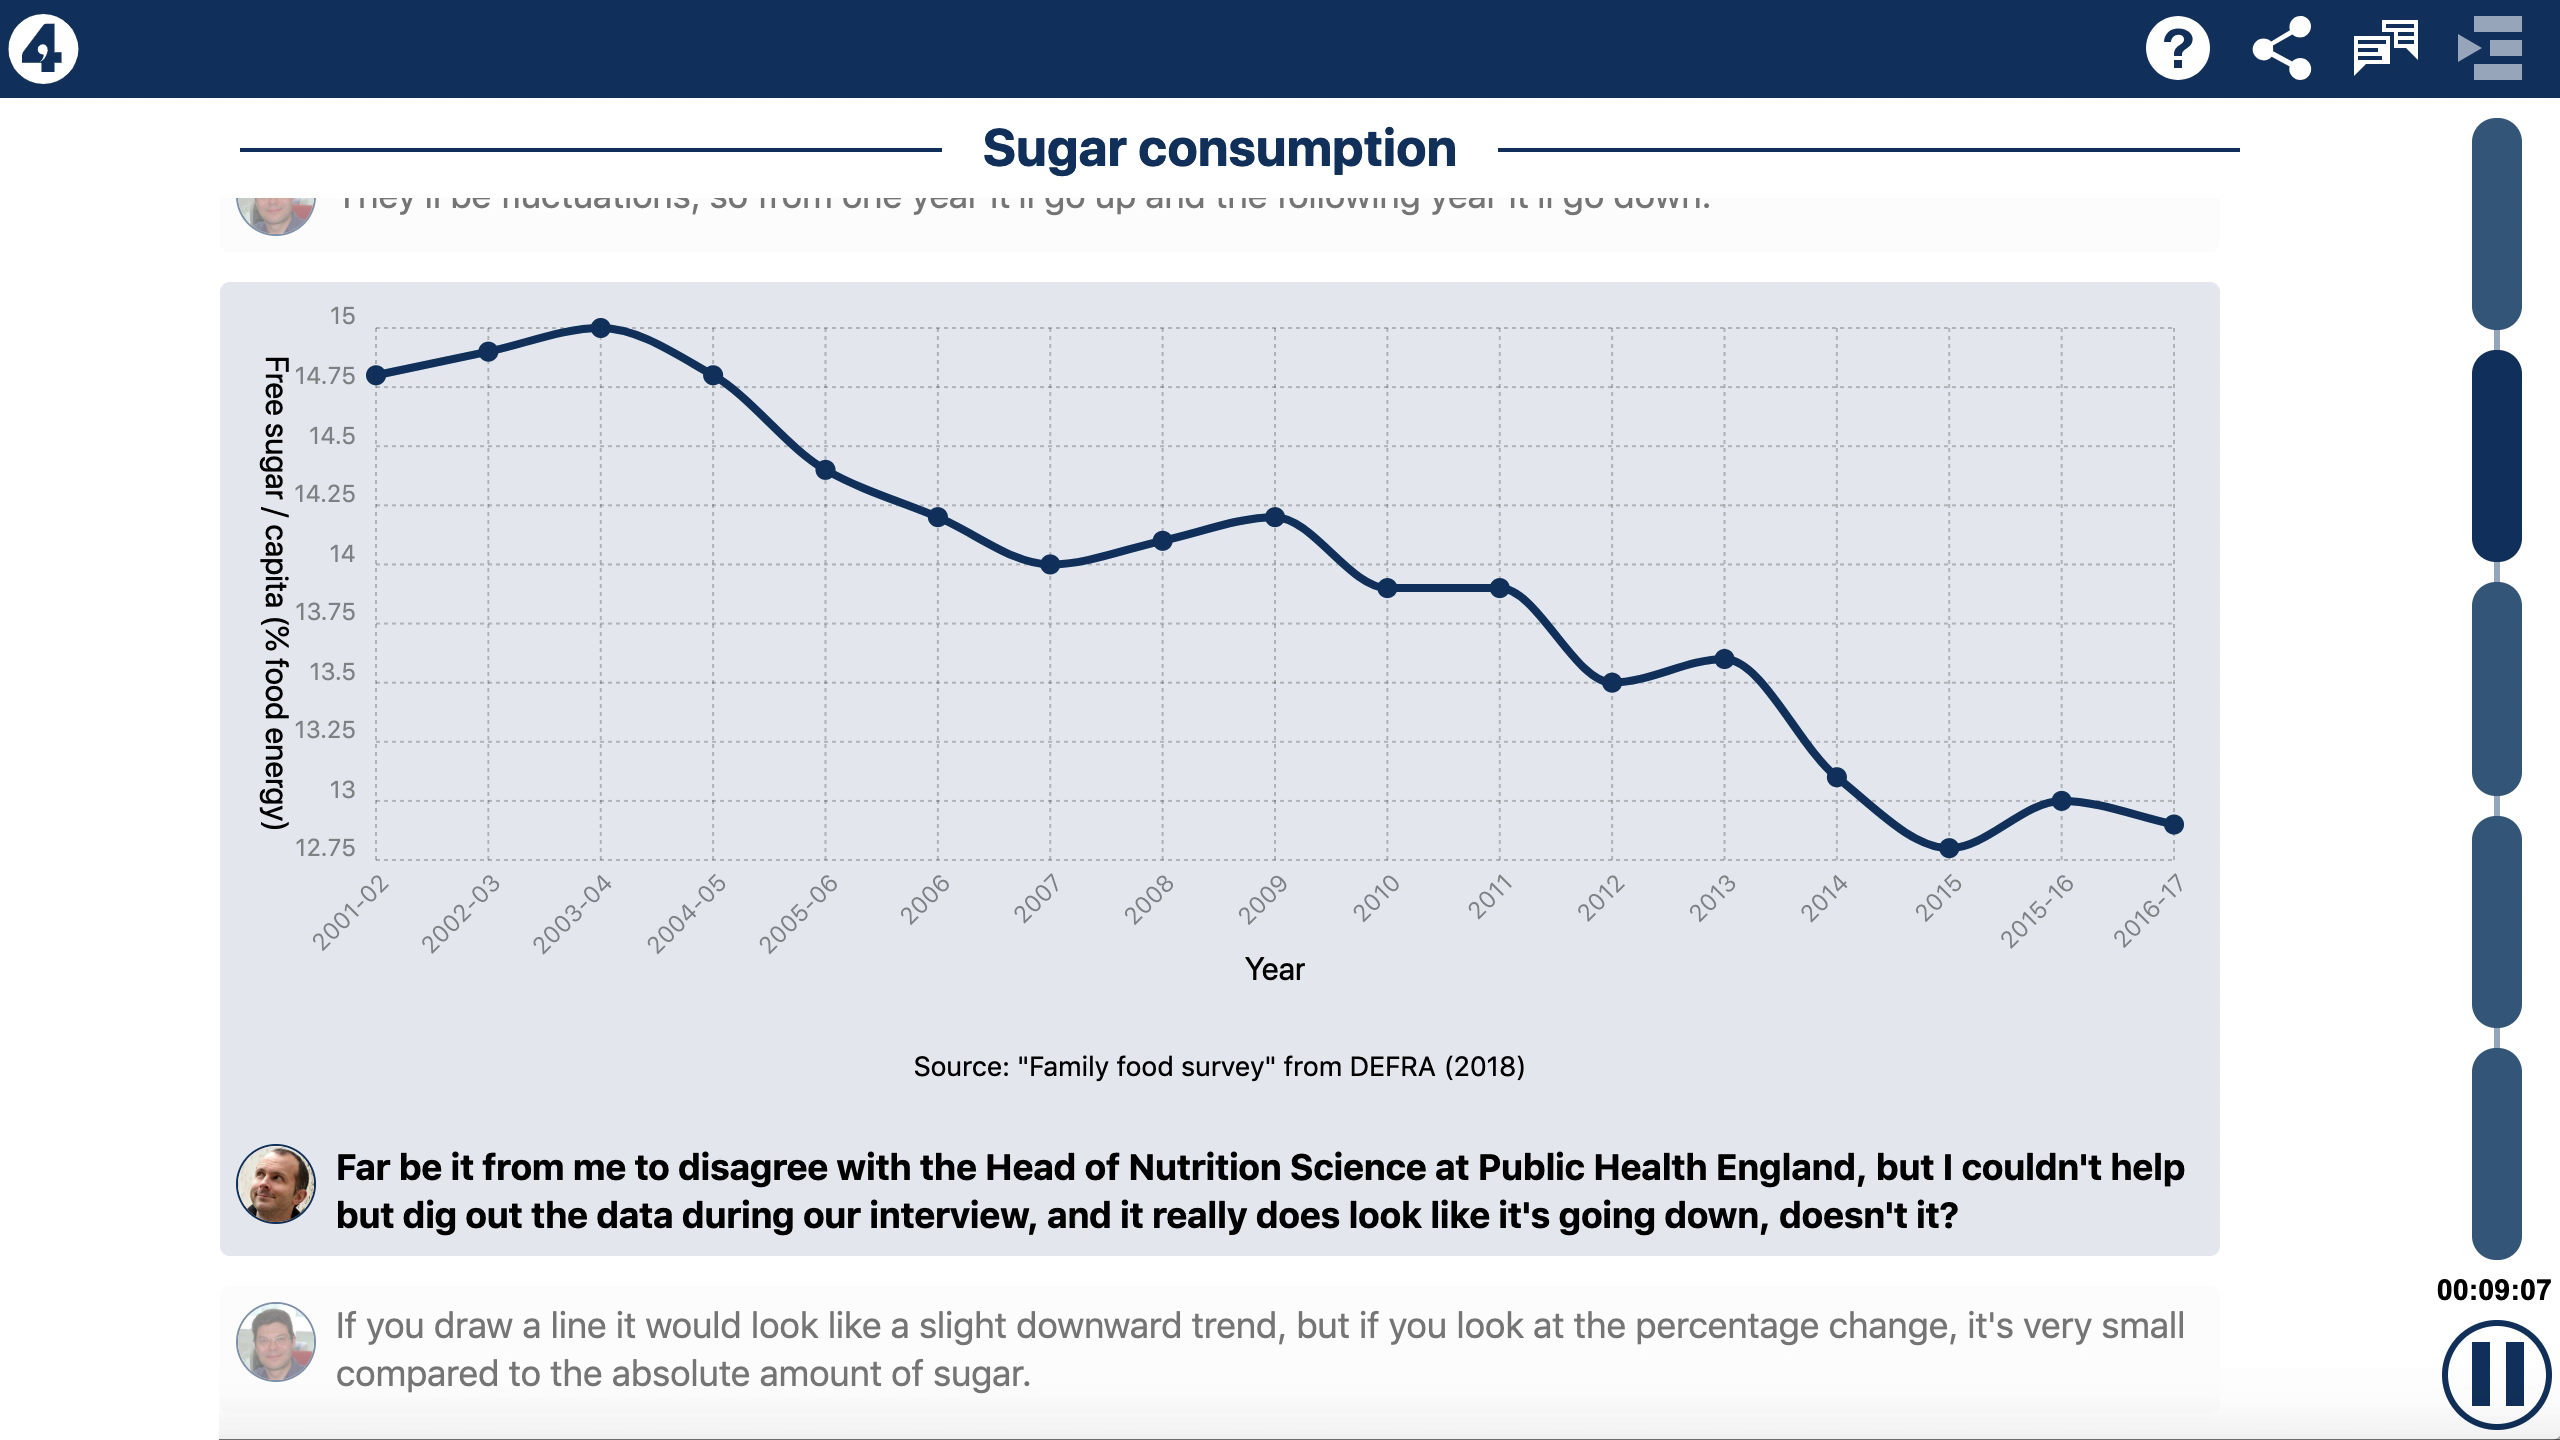 4
?
Sugar consumption
They'll be fluctuations, so from one year it'll go up and the following year it'll go down.
Free sugar / capita (% food energy)
15
14.75
14.5
14.25
14
13.75
13.5
13.25
13
12.75
2001-02 2002-03 2003-04 2004-05 2005-06 2006 2007 2008 2009 2010 2011 2012 2013 2014 2015 2015-16 2016-17
Year
Source: "Family food survey" from DEFRA (2018)
Far be it from me to disagree with the Head of Nutrition Science at Public Health England, but I couldn't help
but dig out the data during our interview, and it really does look like it's going down, doesn't it?
If you draw a line it would look like a slight downward trend, but if you look at the percentage change, it's very small
compared to the absolute amount of sugar.
00:09:07